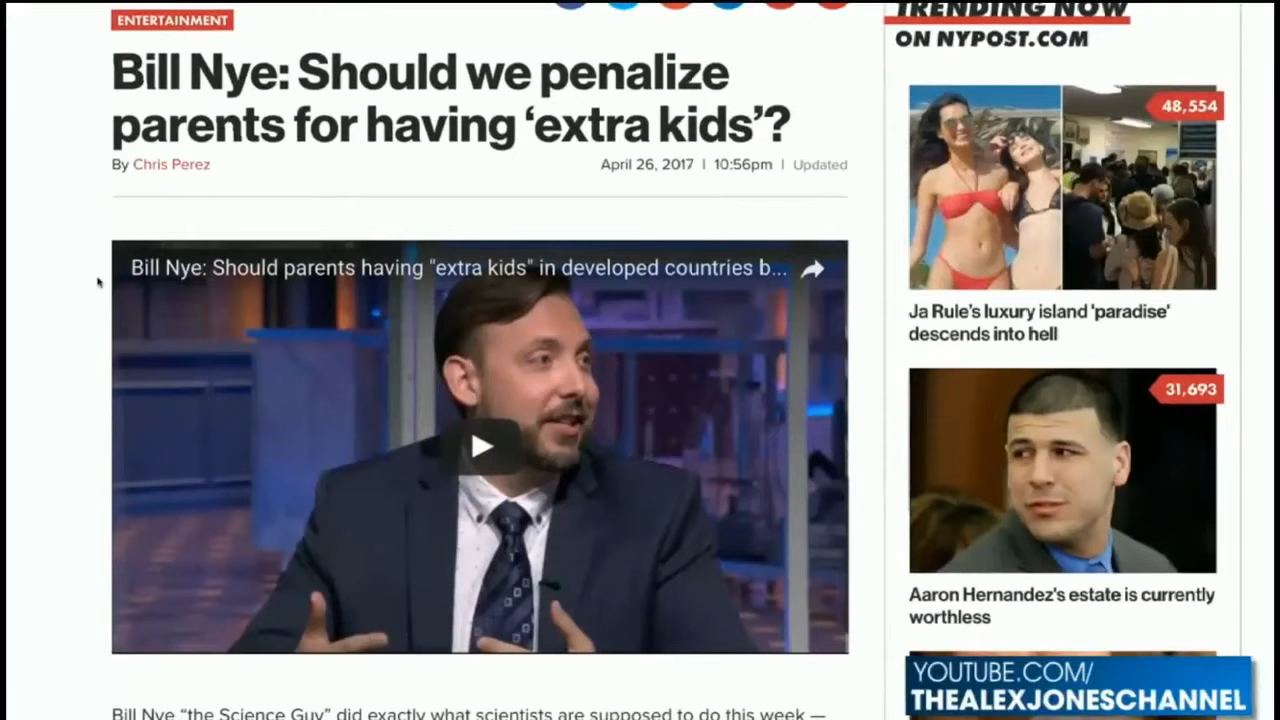 ENTERTAINMENT
Bill Nye: Should we penalize
parents for having ‘extra kids’?
By Chris Perez
April 26, 2017 | 10:56pm | Updated
Bill Nye: Should parents having "extra kids" in developed countries b...
Bill Nye “the Science Guy” did exactly what scientists are supposed to do this week —
TRENDING NOW
ON NYPOST.COM
48,554
Ja Rule's luxury island 'paradise'
descends into hell
31,693
Aaron Hernandez's estate is currently
worthless
YOUTUBE.COM/
THEALEXJONESCHANNEL